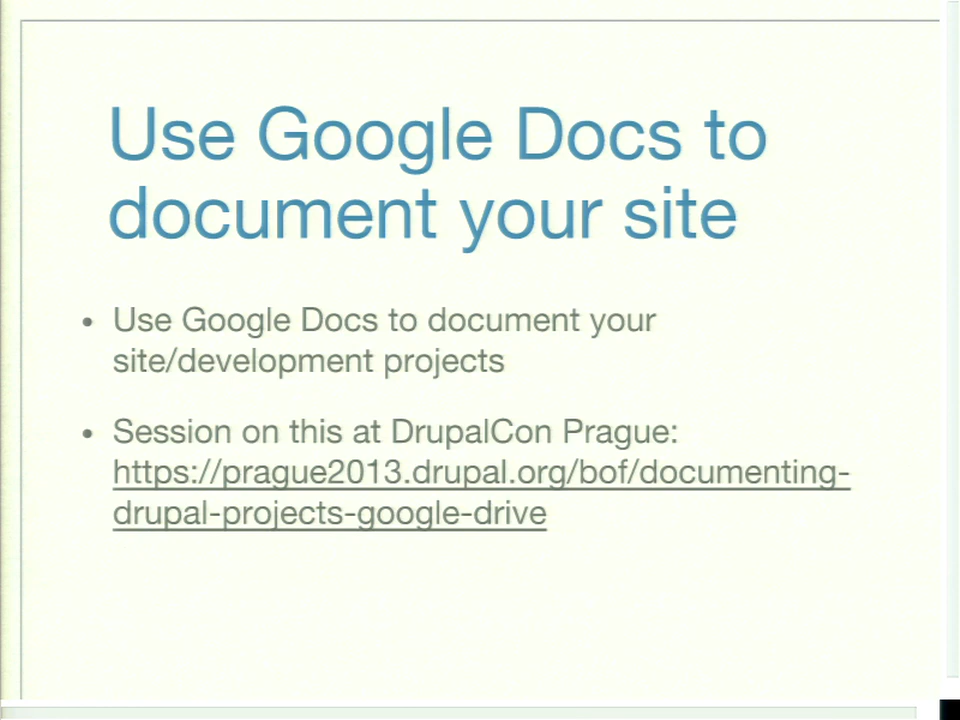 Use Google Docs to
document your site
• Use Google Docs to document your
site/development projects
• Session on this at DrupalCon Prague:
https://prague2013.drupal.org/bof/documenting-
drupal-projects-google-drive